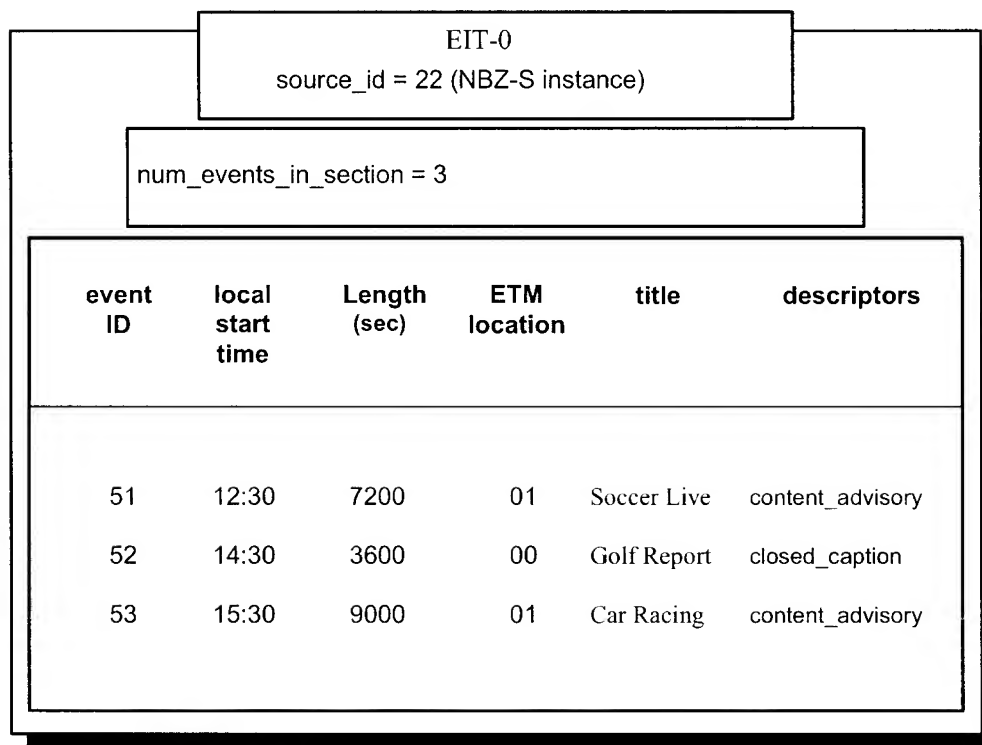 EIT-0
source_id = 22 (NBZ-S instance)
num_events_in_section = 3
event ID local start time Length (sec) ETM location title descriptors
51 12:30 7200 01 Soccer Live content_advisory
52 14:30 3600 00 Golf Report closed_caption
53 15:30 9000 01 Car Racing content_advisory